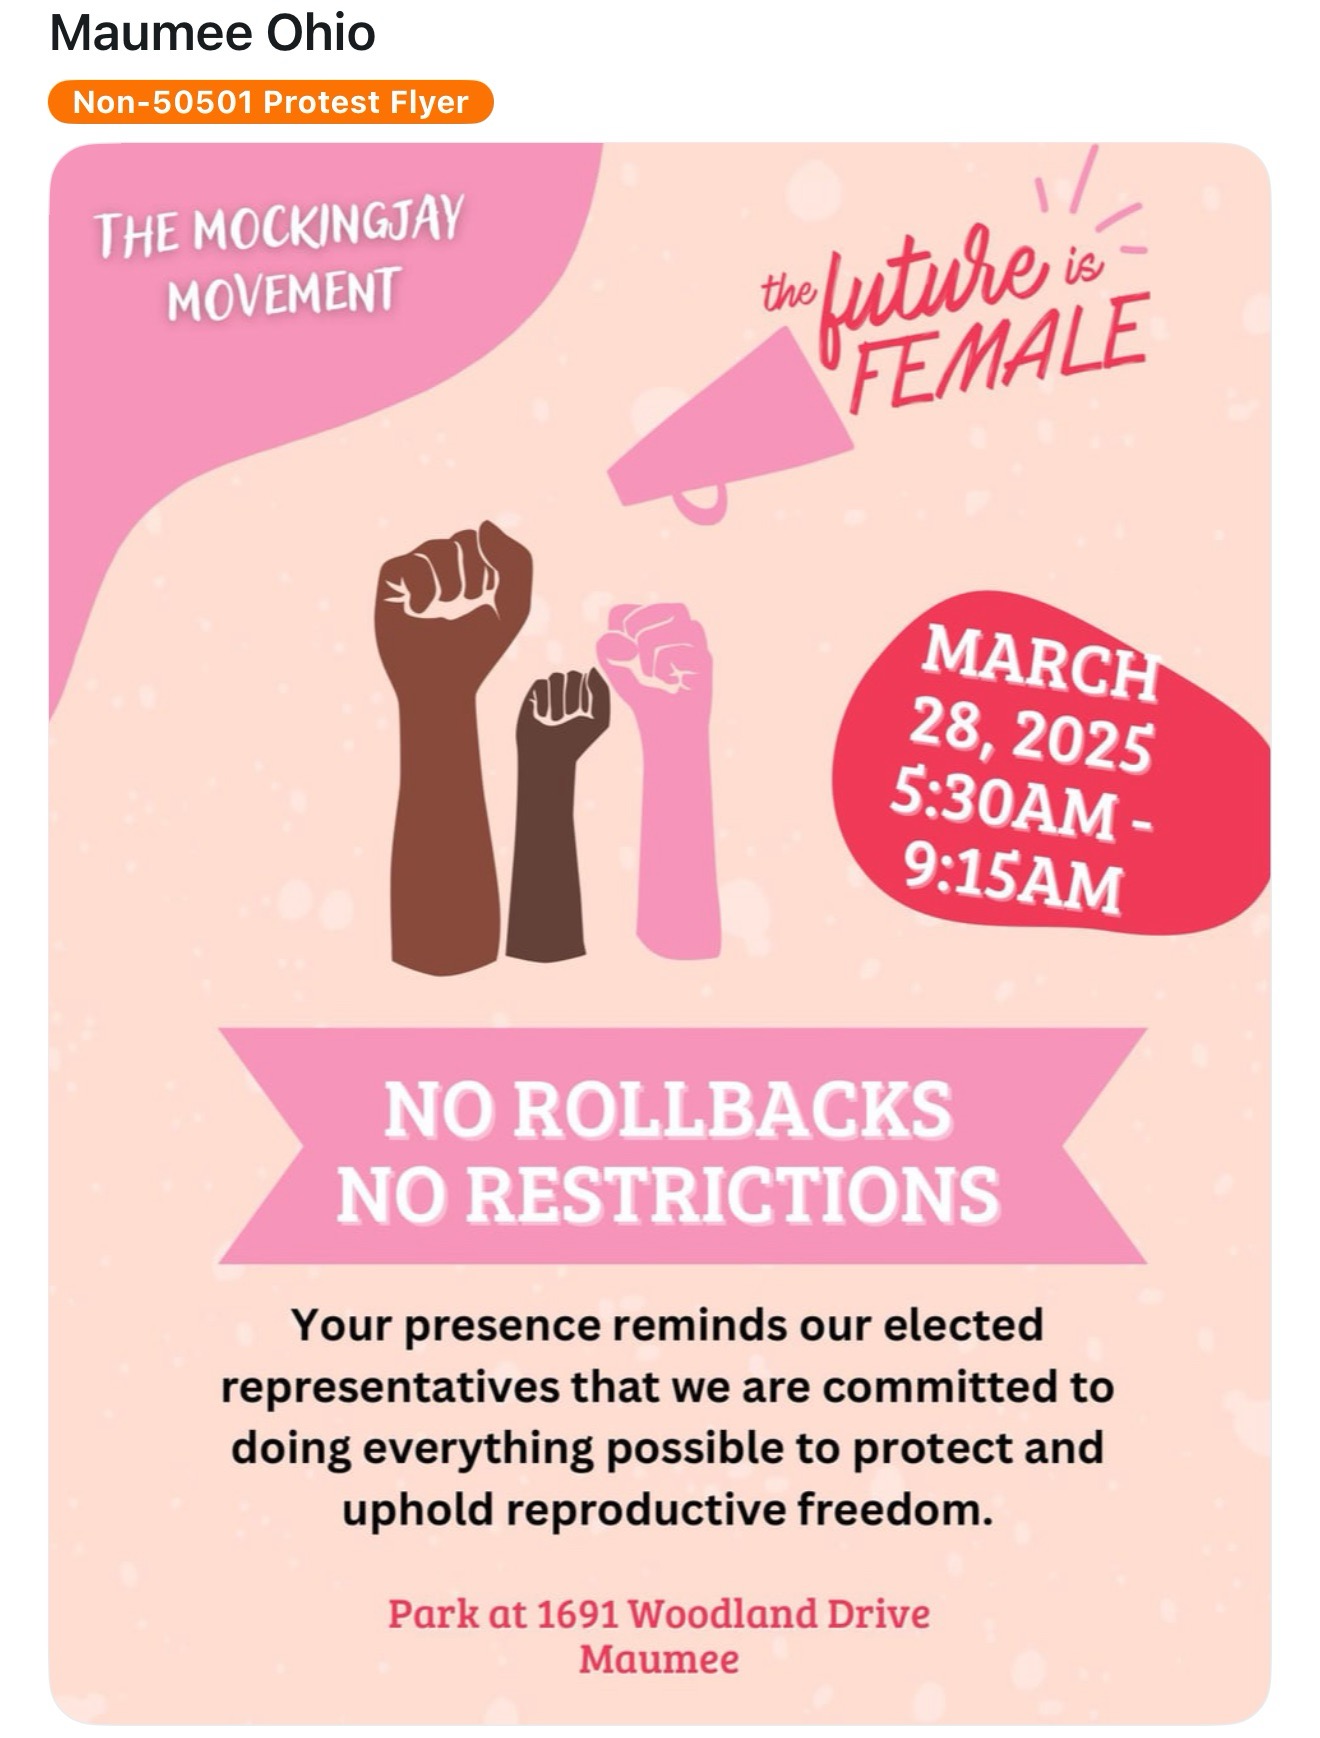 Maumee Ohio
Non-50501 Protest Flyer
THE MOCKINGJAY
MOVEMENT
the future is
FEMALE
MARCH
28, 2025
5:30AM -
9:15AM
NO ROLLBACKS
NO RESTRICTIONS
Your presence reminds our elected
representatives that we are committed to
doing everything possible to protect and
uphold reproductive freedom.
Park at 1691 Woodland Drive
Maumee